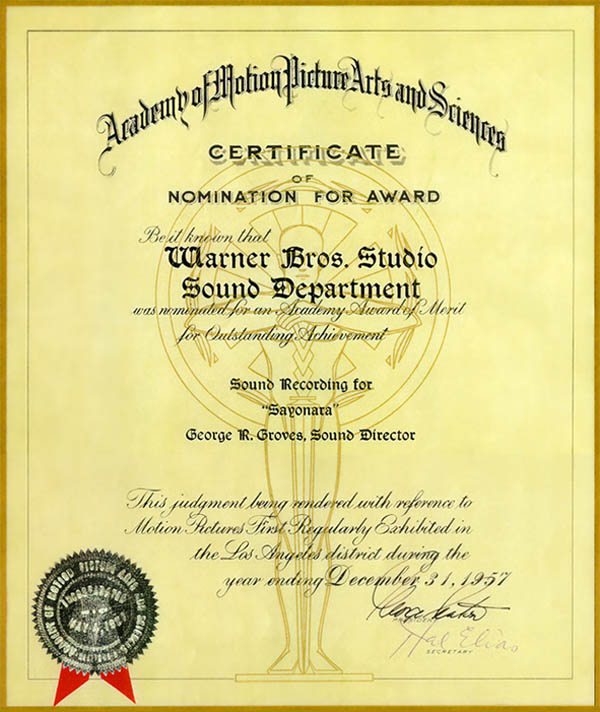 Academy of Motion Picture Arts and Sciences
CERTIFICATE
OF
NOMINATION FOR AWARD
Be it known that
Warner Bros. Studio
Sound Department
was nominated for an Academy Award of Merit
for Outstanding Achievement
Sound Recording for
"Sayonara"
George R. Groves, Sound Director
This judgment being rendered with reference to
Motion Pictures First Regularly Exhibited in
the Los Angeles district during the
year ending December 31, 1957
PRESIDENT
Hal Elias
SECRETARY